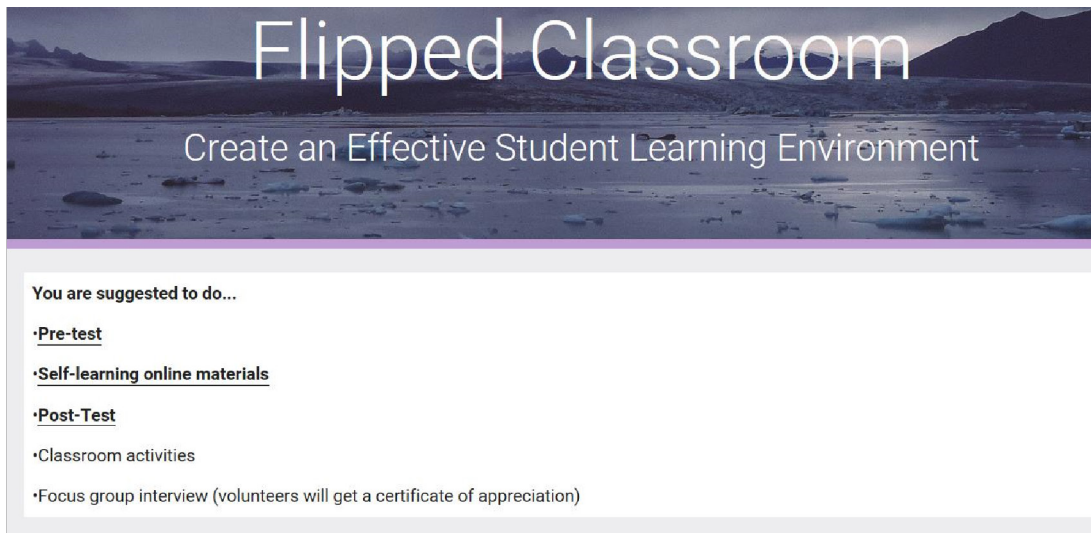 Flipped Classroom
Create an Effective Student Learning Environment
You are suggested to do...
•Pre-test
•Self-learning online materials
•Post-Test
•Classroom activities
•Focus group interview (volunteers will get a certificate of appreciation)